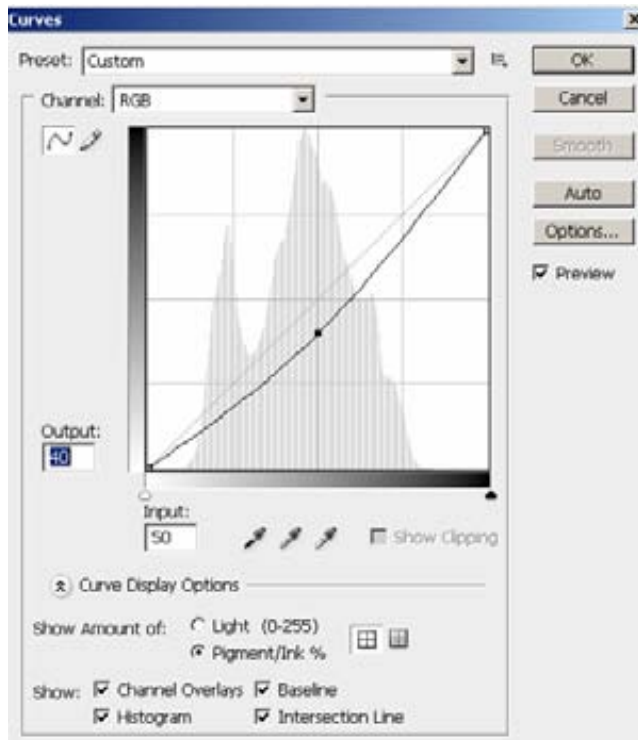 Curves
Preset: Custom
OK
Channel: RGB
Cancel
Smooth
Auto
Options...
Preview
Output:
40
Input:
50
Show Clipping
Curve Display Options
Show Amount of: Light (0-255)
Pigment/Ink %
Show: Channel Overlays Baseline
Histogram Intersection Line